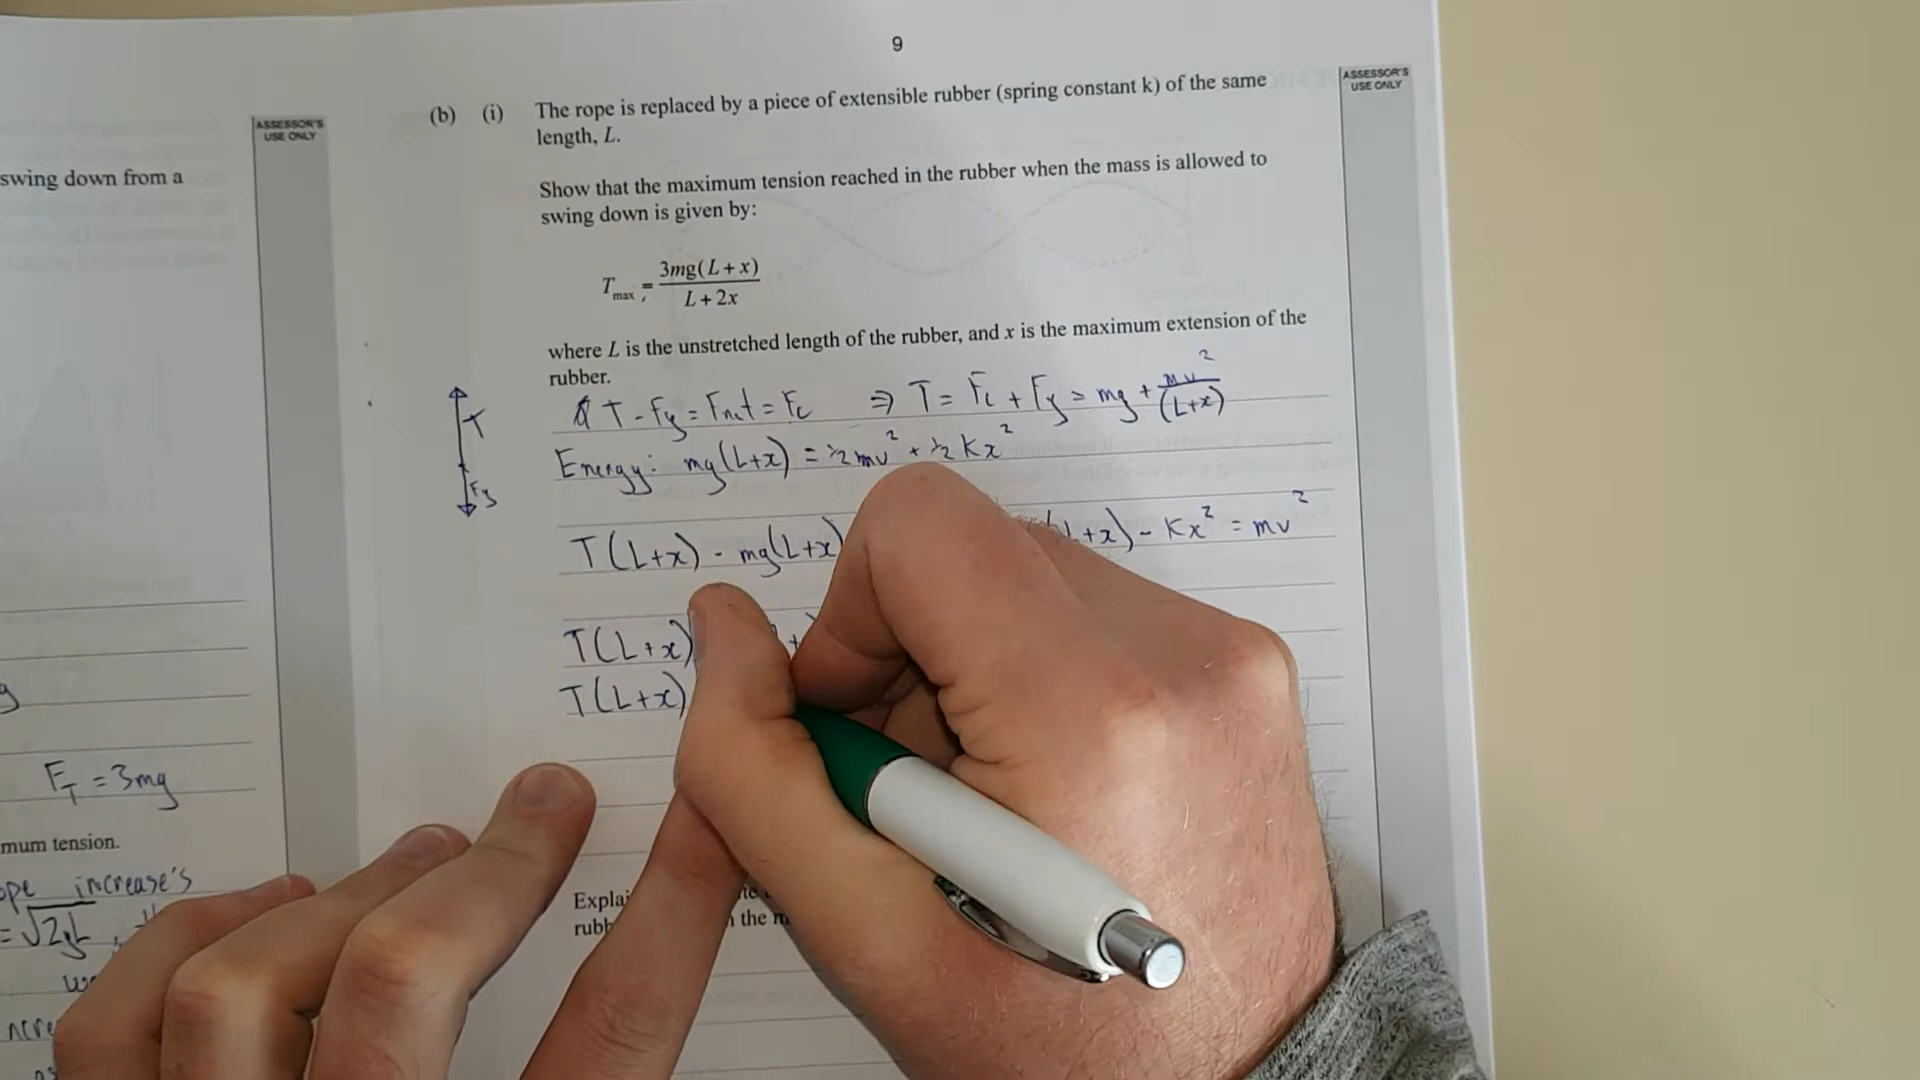 9
ASSESSOR'S
USE ONLY
swing down from a
F_T = 3mg
mum tension.
ope increase's
= √2gL
ASSESSOR'S
USE ONLY
(b) (i) The rope is replaced by a piece of extensible rubber (spring constant k) of the same
length, L.
Show that the maximum tension reached in the rubber when the mass is allowed to
swing down is given by:
T_max = 3mg(L + x) / L + 2x
where L is the unstretched length of the rubber, and x is the maximum extension of the
rubber.
T
Fg
T - Fg = Fnet = Fc ⇒ T = Fc + Fg = mg + mv² / (L+x)
Energy: mg(L+x) = ½mv² + ½Kx²
T(L+x) - mg(L+x)
L+x) - Kx² = mv²
T(L+x)
T(L+x)
Explai
rubb
the m